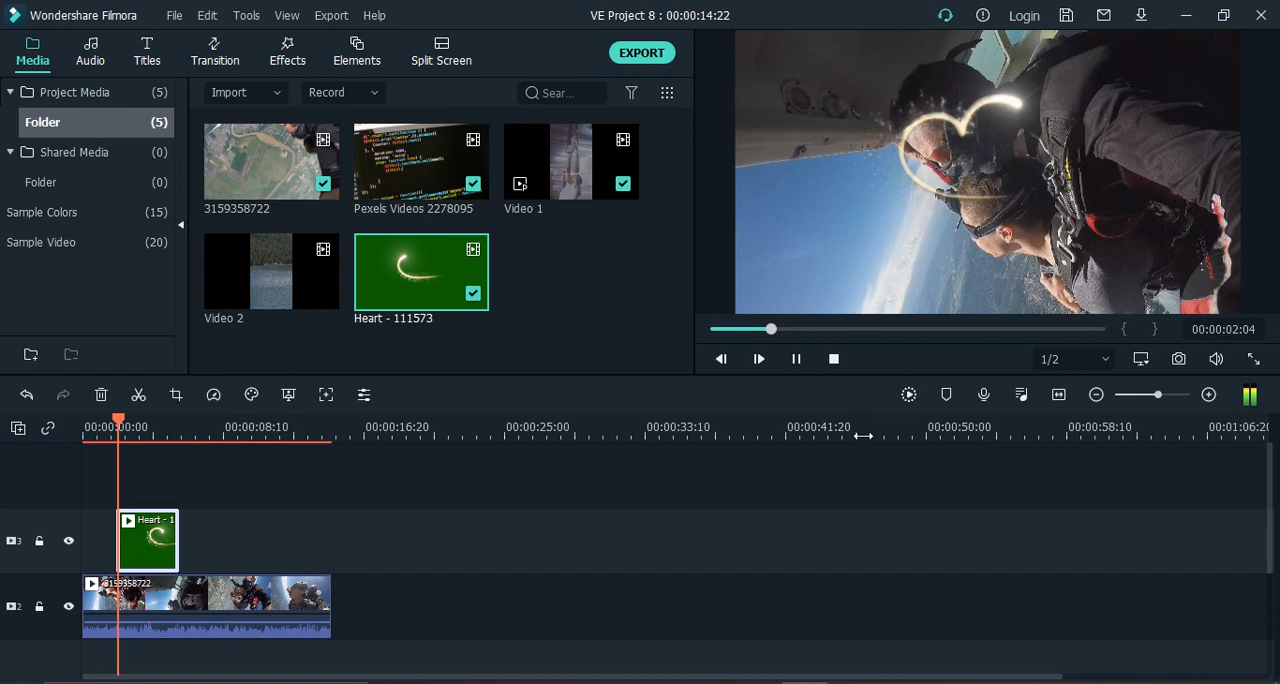 Wondershare Filmora File Edit Tools View Export Help VE Project 8 : 00:00:14:22 Login
Media Audio Titles Transition Effects Elements Split Screen EXPORT
Project Media (5)
Folder (5)
Shared Media (0)
Folder (0)
Sample Colors (15)
Sample Video (20)
Import Record Sear...
3159358722 Pexels Videos 2278095 Video 1
Video 2 Heart - 111573
{ } 00:00:02:04
1/2
00:00:00:00 00:00:08:10 00:00:16:20 00:00:25:00 00:00:33:10 00:00:41:20 00:00:50:00 00:00:58:10 00:01:06:20
3 Heart - 1
2 3159358722